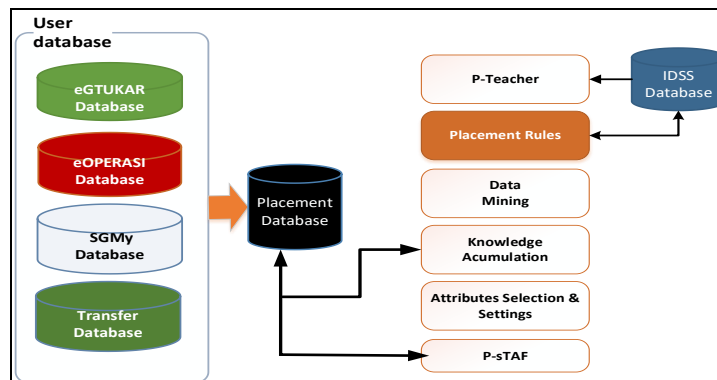 User
database
eGTUKAR
Database
eOPERASI
Database
SGMy
Database
Transfer
Database
Placement
Database
P-Teacher
Placement Rules
Data
Mining
Knowledge
Acumulation
Attributes Selection &
Settings
P-sTAF
IDSS
Database